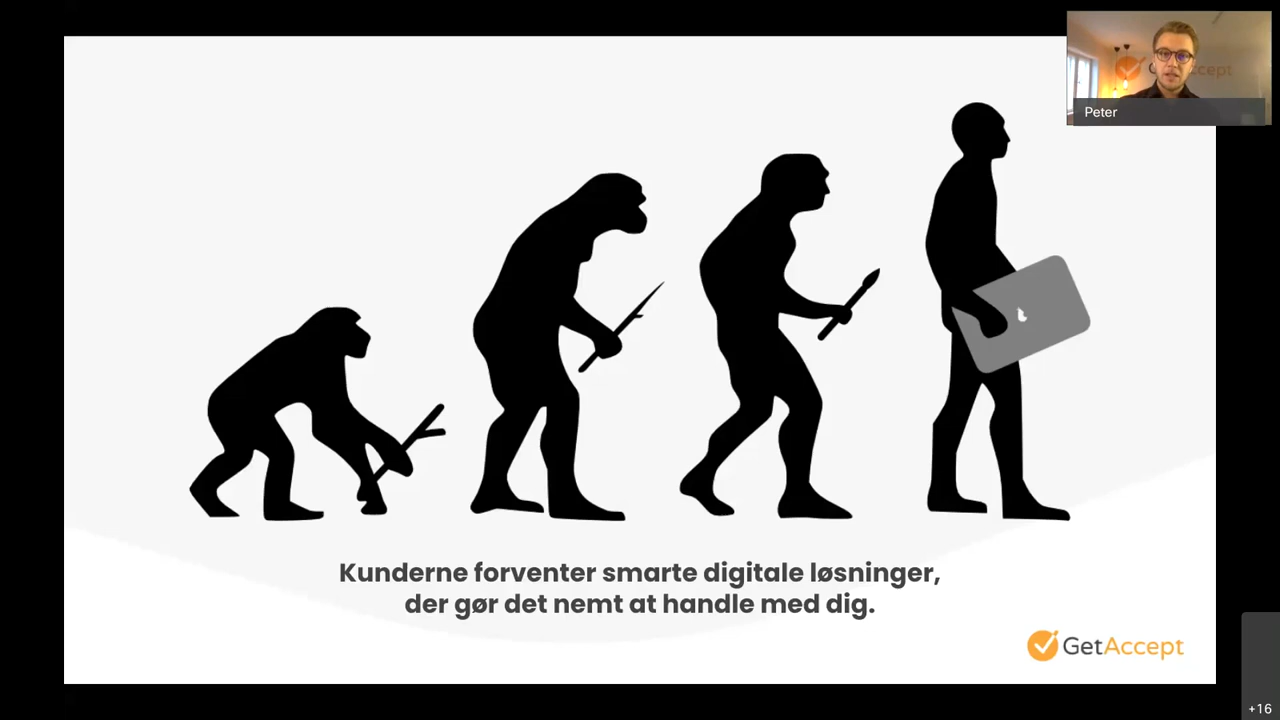 Peter
Kunderne forventer smarte digitale løsninger,
der gør det nemt at handle med dig.
GetAccept
+16